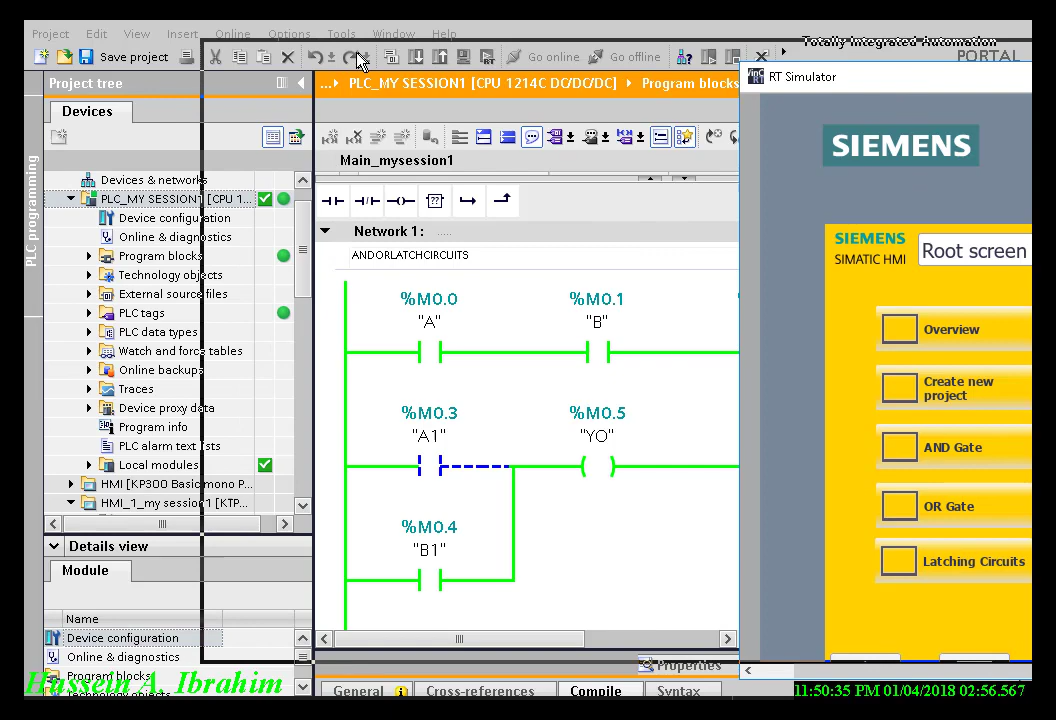 Project Edit View Insert Online Options Tools Window Help
Totally Integrated Automation
PORTAL
Save project
Go online
Go offline
Project tree
... PLC_MY SESSION1 [CPU 1214C DC/DC/DC] Program blocks
RT Simulator
Devices
PLC programming
SIEMENS
Main_mysession1
Devices & networks
PLC_MY SESSION1 [CPU 1...
Device configuration
Online & diagnostics
Program blocks
Technology objects
External source files
PLC tags
PLC data types
Watch and force tables
Online backups
Traces
Device proxy data
Program info
PLC alarm text lists
Local modules
HMI [KP300 Basic mono P...
HMI_1_my session1 [KTP...
Network 1: .....
ANDORLATCHCIRCUITS
%M0.0
"A"
%M0.1
"B"
%M0.3
"A1"
%M0.5
"YO"
%M0.4
"B1"
SIEMENS
SIMATIC HMI
Root screen
Overview
Create new
project
AND Gate
OR Gate
Latching Circuits
Details view
Module
Name
Device configuration
Online & diagnostics
Program blocks
Technology objects
Properties
General Cross-references Compile Syntax
Hussein A. Ibrahim
11:50:35 PM 01/04/2018 02:56.567